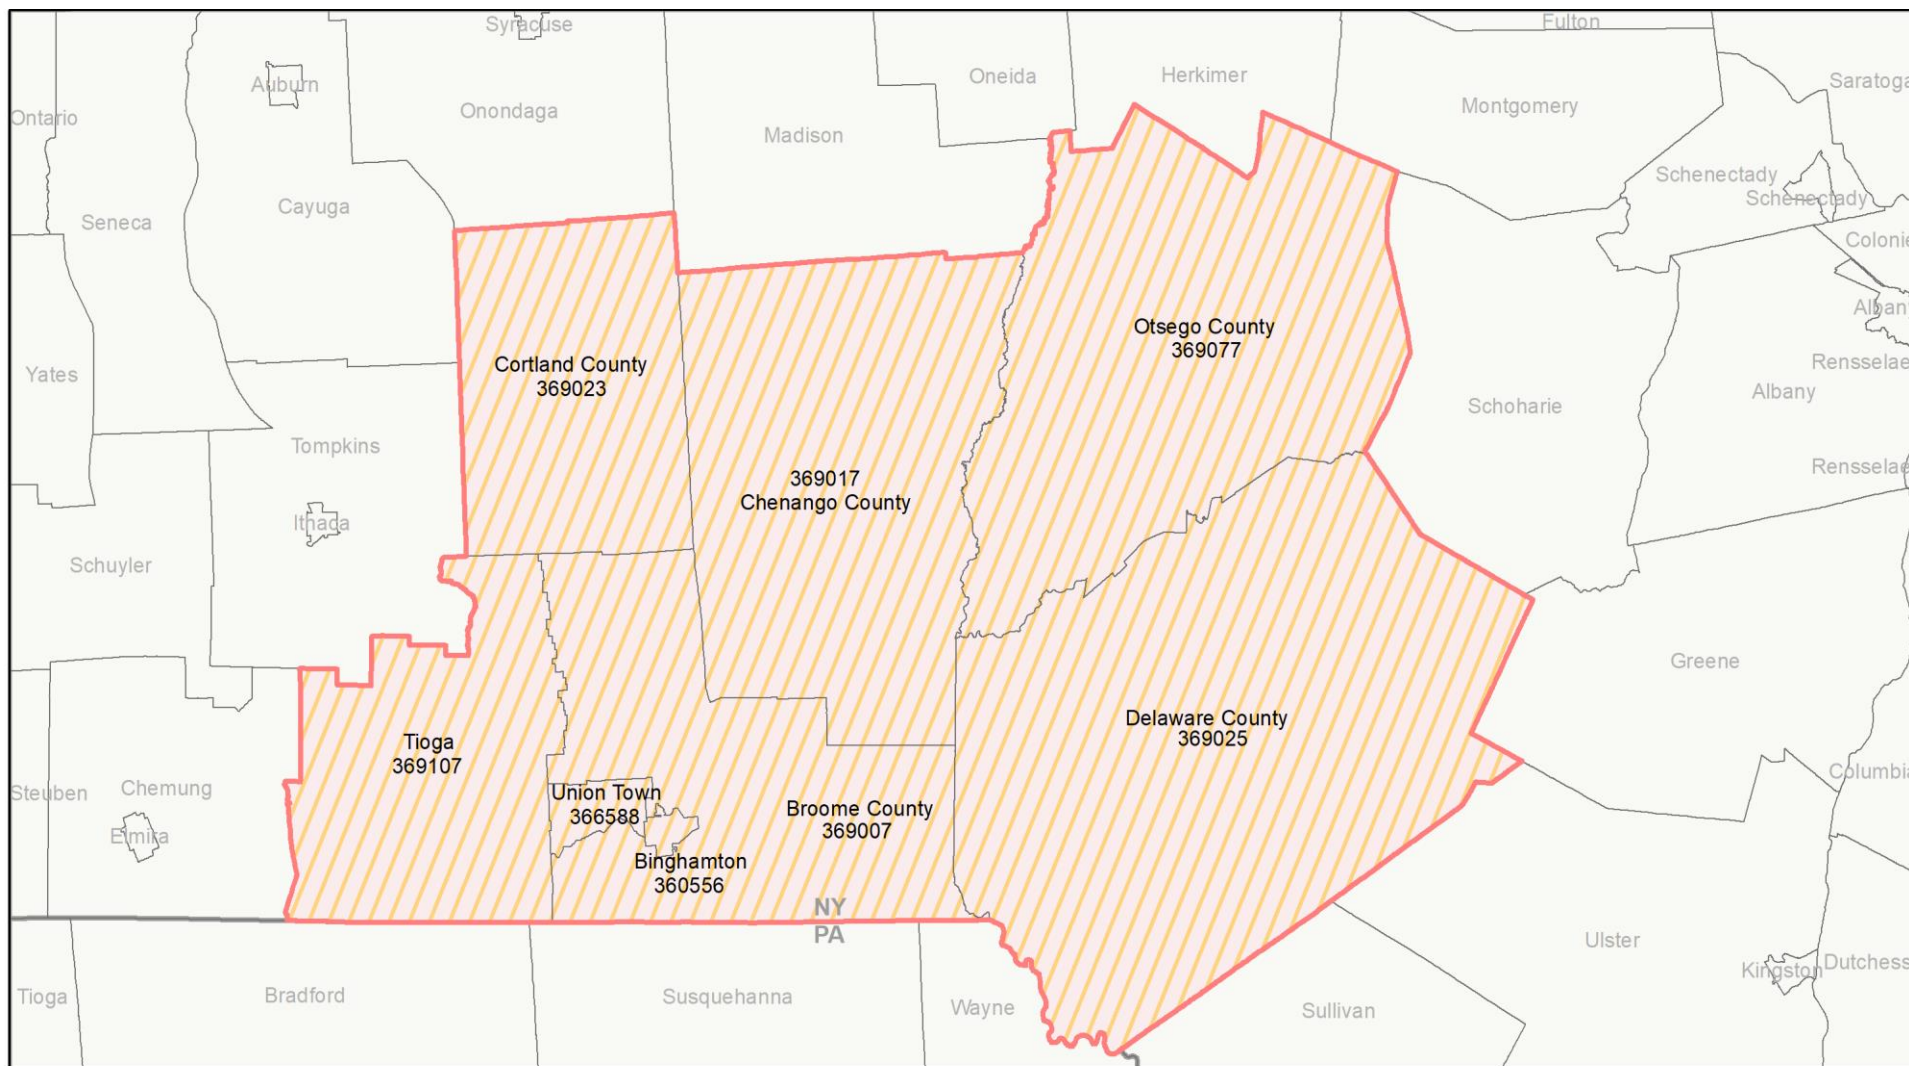 Syracuse
Fulton
Auburn
Oneida
Herkimer
Saratoga
Ontario
Onondaga
Montgomery
Madison
Schenectady
Schenectady
Cayuga
Seneca
Colonie
Albany
Otsego County
369077
Cortland County
369023
Yates
Rensselae
Albany
Schoharie
Tompkins
Rensselae
369017
Chenango County
Ithaca
Schuyler
Greene
Delaware County
369025
Tioga
369107
Steuben
Chemung
Union Town
366588
Broome County
369007
Columbia
Elmira
Binghamton
360556
NY
PA
Ulster
Kingston
Dutchess
Tioga
Bradford
Susquehanna
Wayne
Sullivan